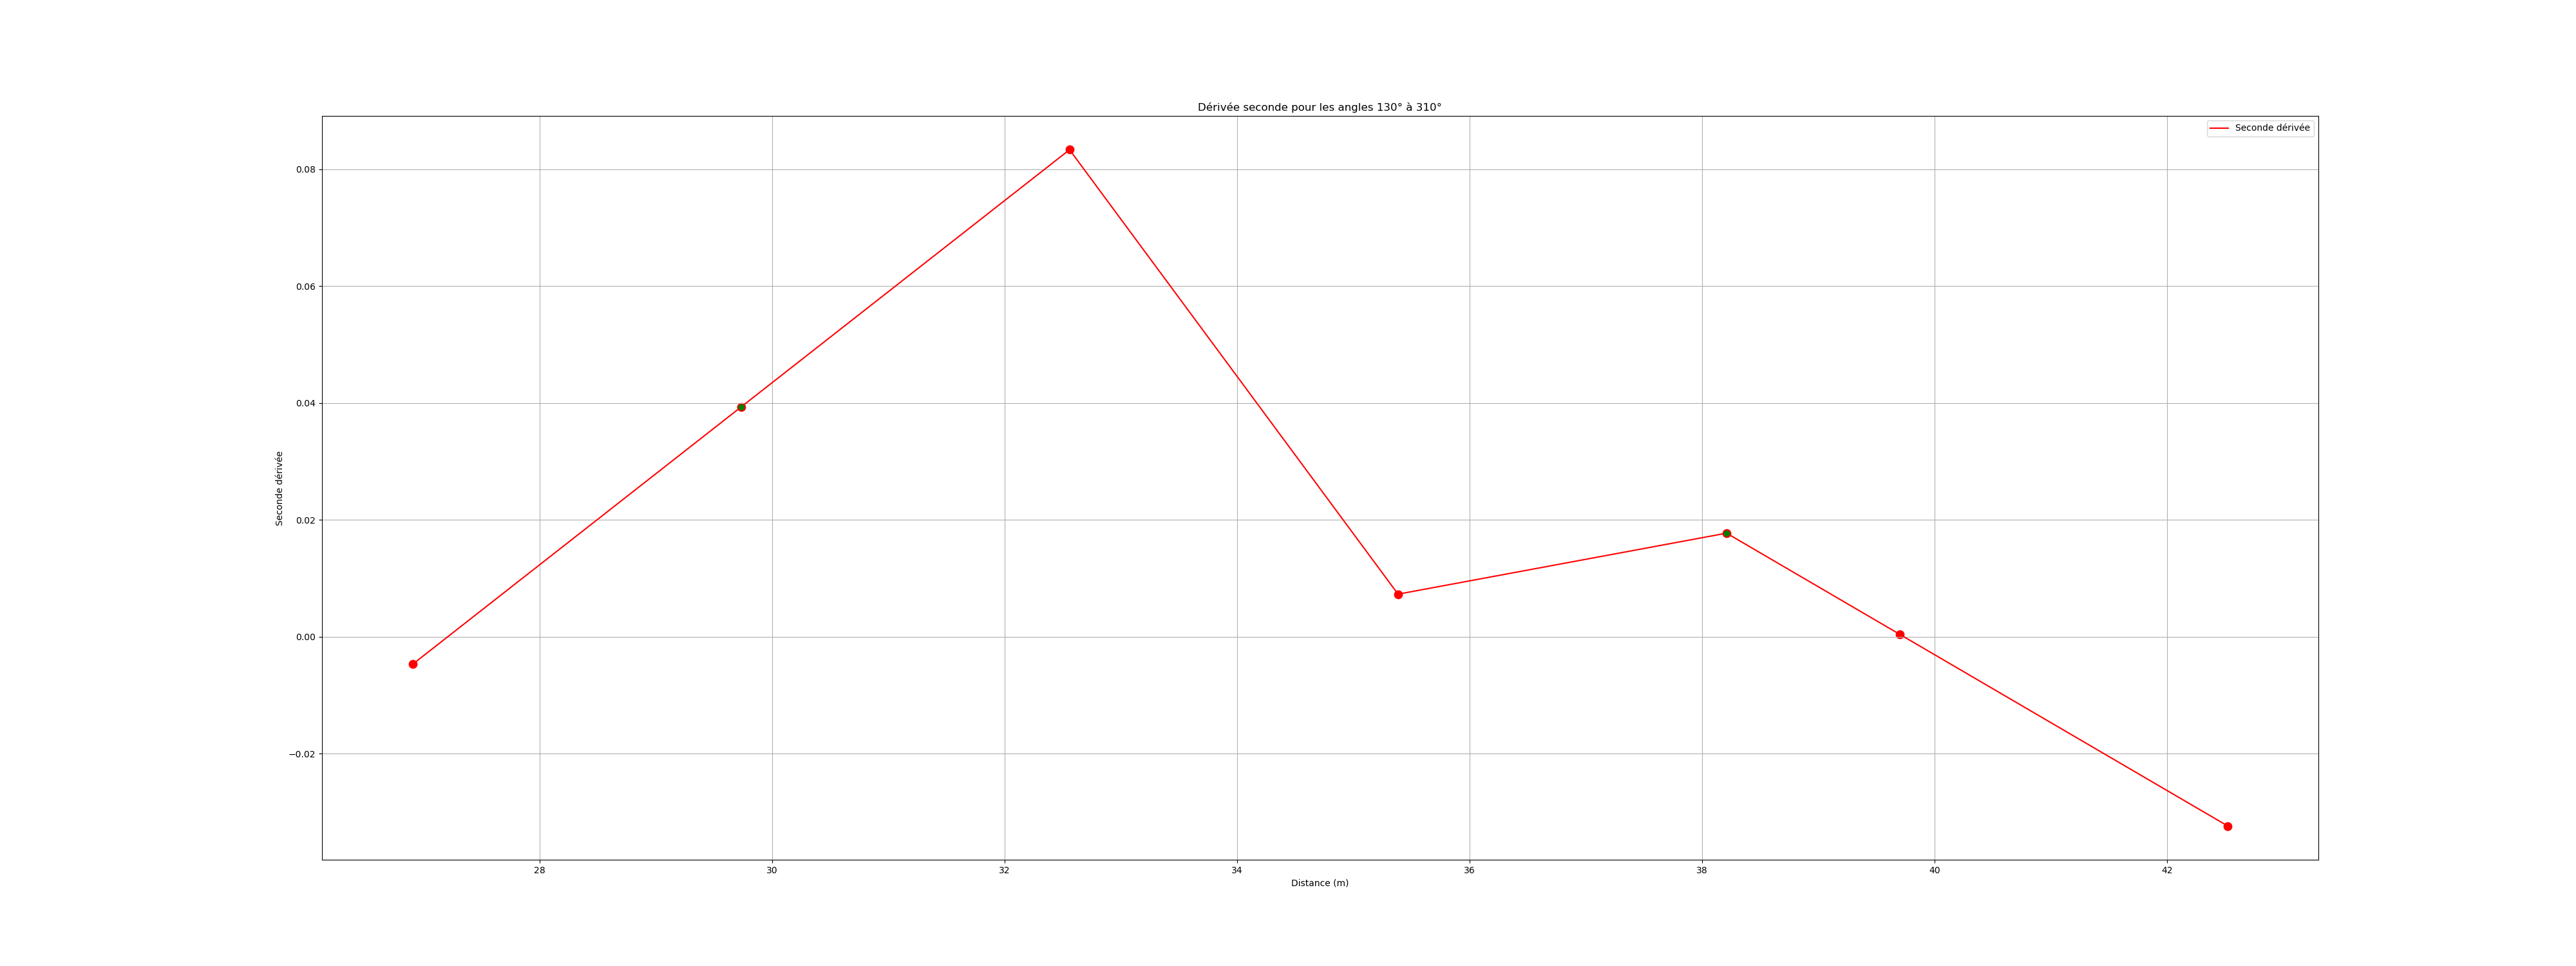 Dérivée seconde pour les angles 130° à 310°
Seconde dérivée
0.08
0.06
0.04
0.02
0.00
−0.02
Seconde dérivée
28 30 32 34 36 38 40 42
Distance (m)